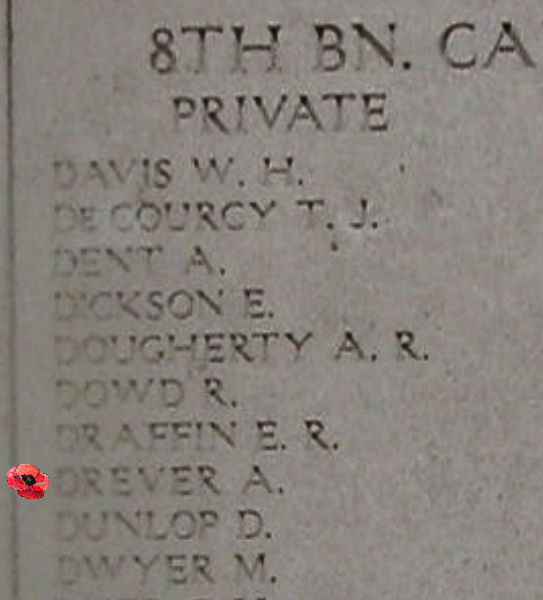 8TH BN. CA
PRIVATE
DAVIS W. H.
DE COURCY T. J.
DENT A.
DICKSON E.
DOUGHERTY A. R.
DOWD R.
DRAFFIN E. R.
DREVER A.
DUNLOP D.
DWYER M.